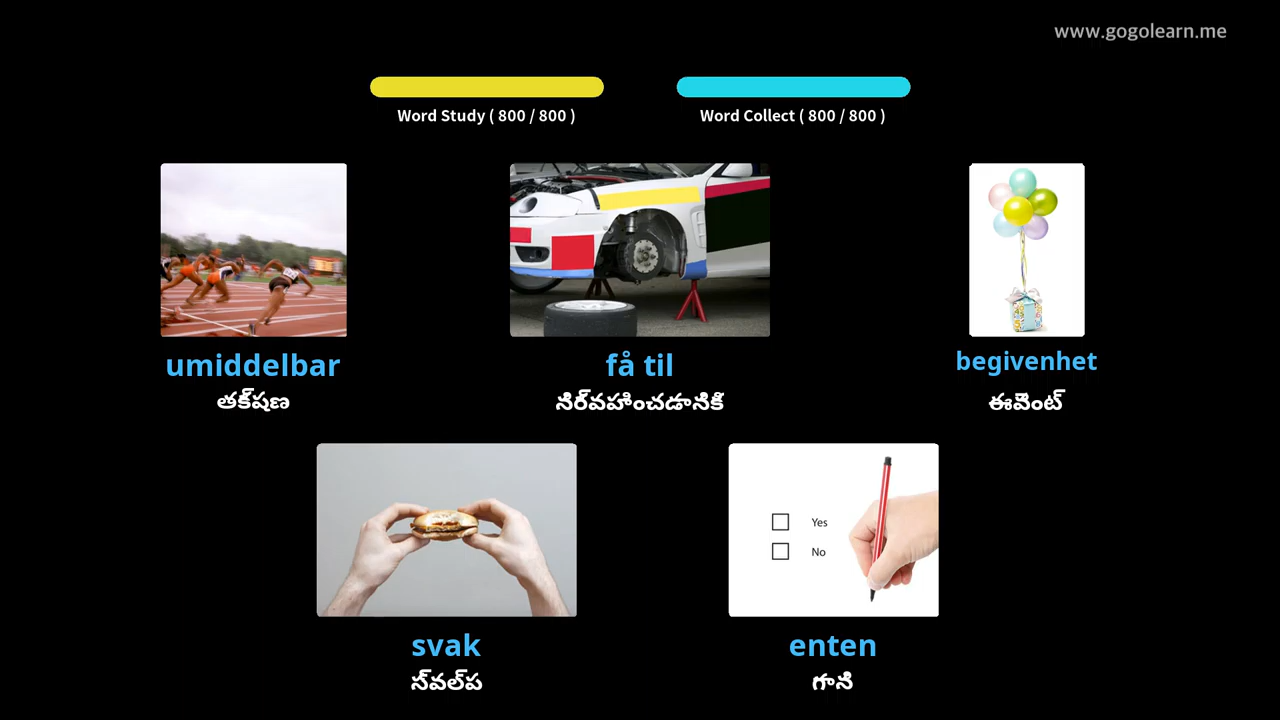 www.gogolearn.me
Word Study ( 800 / 800 )
Word Collect ( 800 / 800 )
umiddelbar
తక్షణ
få til
నిర్వహించడానికి
begivenhet
ఈవెంట్
Yes
No
svak
స్వల్ప
enten
గాని